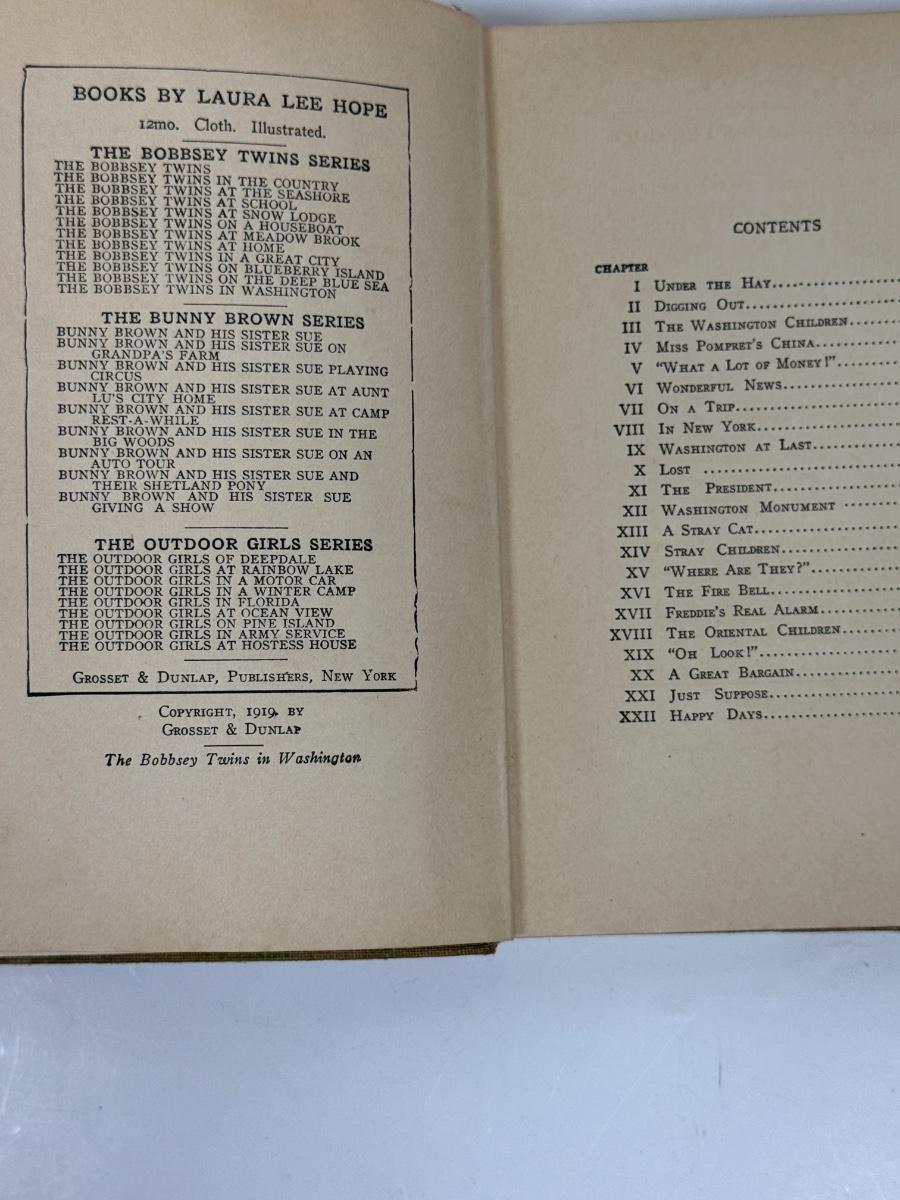 BOOKS BY LAURA LEE HOPE
12mo. Cloth. Illustrated.
THE BOBBSEY TWINS SERIES
THE BOBBSEY TWINS
THE BOBBSEY TWINS IN THE COUNTRY
THE BOBBSEY TWINS AT THE SEASHORE
THE BOBBSEY TWINS AT SCHOOL
THE BOBBSEY TWINS AT SNOW LODGE
THE BOBBSEY TWINS ON A HOUSEBOAT
THE BOBBSEY TWINS AT MEADOW BROOK
THE BOBBSEY TWINS AT HOME
THE BOBBSEY TWINS IN A GREAT CITY
THE BOBBSEY TWINS ON BLUEBERRY ISLAND
THE BOBBSEY TWINS ON THE DEEP BLUE SEA
THE BOBBSEY TWINS IN WASHINGTON
THE BUNNY BROWN SERIES
BUNNY BROWN AND HIS SISTER SUE
BUNNY BROWN AND HIS SISTER SUE ON
GRANDPA'S FARM
BUNNY BROWN AND HIS SISTER SUE PLAYING
CIRCUS
BUNNY BROWN AND HIS SISTER SUE AT AUNT
LU'S CITY HOME
BUNNY BROWN AND HIS SISTER SUE AT CAMP
REST-A-WHILE
BUNNY BROWN AND HIS SISTER SUE IN THE
BIG WOODS
BUNNY BROWN AND HIS SISTER SUE ON AN
AUTO TOUR
BUNNY BROWN AND HIS SISTER SUE AND
THEIR SHETLAND PONY
BUNNY BROWN AND HIS SISTER SUE
GIVING A SHOW
THE OUTDOOR GIRLS SERIES
THE OUTDOOR GIRLS OF DEEPDALE
THE OUTDOOR GIRLS AT RAINBOW LAKE
THE OUTDOOR GIRLS IN A MOTOR CAR
THE OUTDOOR GIRLS IN A WINTER CAMP
THE OUTDOOR GIRLS IN FLORIDA
THE OUTDOOR GIRLS AT OCEAN VIEW
THE OUTDOOR GIRLS ON PINE ISLAND
THE OUTDOOR GIRLS IN ARMY SERVICE
THE OUTDOOR GIRLS AT HOSTESS HOUSE
GROSSET & DUNLAP, PUBLISHERS, NEW YORK
COPYRIGHT, 1919, BY
GROSSET & DUNLAP
The Bobbsey Twins in Washington
CONTENTS
CHAPTER
I UNDER THE HAY
II DIGGING OUT
III THE WASHINGTON CHILDREN
IV MISS POMPRET'S CHINA
V "WHAT A LOT OF MONEY!"
VI WONDERFUL NEWS
VII ON A TRIP
VIII IN NEW YORK
IX WASHINGTON AT LAST
X LOST
XI THE PRESIDENT
XII WASHINGTON MONUMENT
XIII A STRAY CAT
XIV STRAY CHILDREN
XV "WHERE ARE THEY?"
XVI THE FIRE BELL
XVII FREDDIE'S REAL ALARM
XVIII THE ORIENTAL CHILDREN
XIX "OH LOOK!"
XX A GREAT BARGAIN
XXI JUST SUPPOSE
XXII HAPPY DAYS